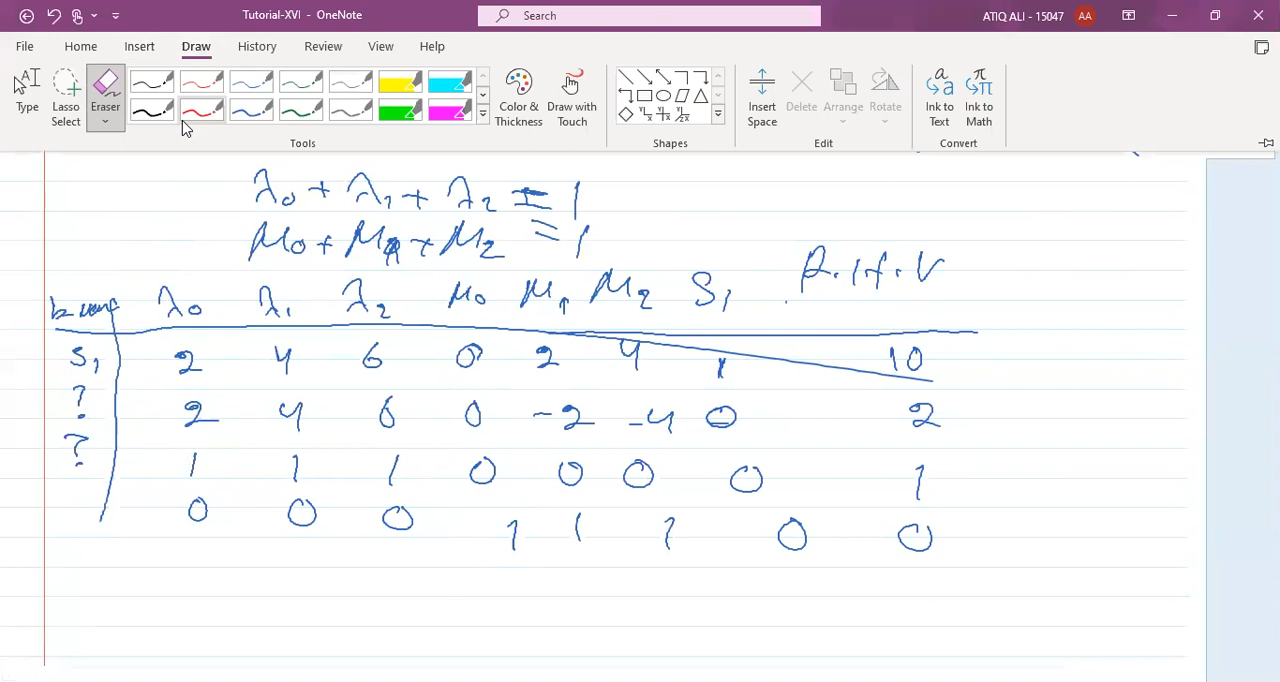 Tutorial-XVI - OneNote
Search
ATIQ ALI - 15047 AA
File Home Insert Draw History Review View Help
Type Lasso Select Eraser Color & Thickness Draw with Touch Insert Space Delete Arrange Rotate Ink to Text Ink to Math
Tools Shapes Edit Convert
λ0 + λ1 + λ2 = 1
μ0 + μ1 + μ2 = 1
λ0 λ1 λ2 μ0 μ1 μ2 S1
S1 2 4 6 0 2 4 1 10
? 2 4 6 0 -2 -4 0 2
? 1 1 1 0 0 0 0 1
0 0 0 1 1 1 0 0